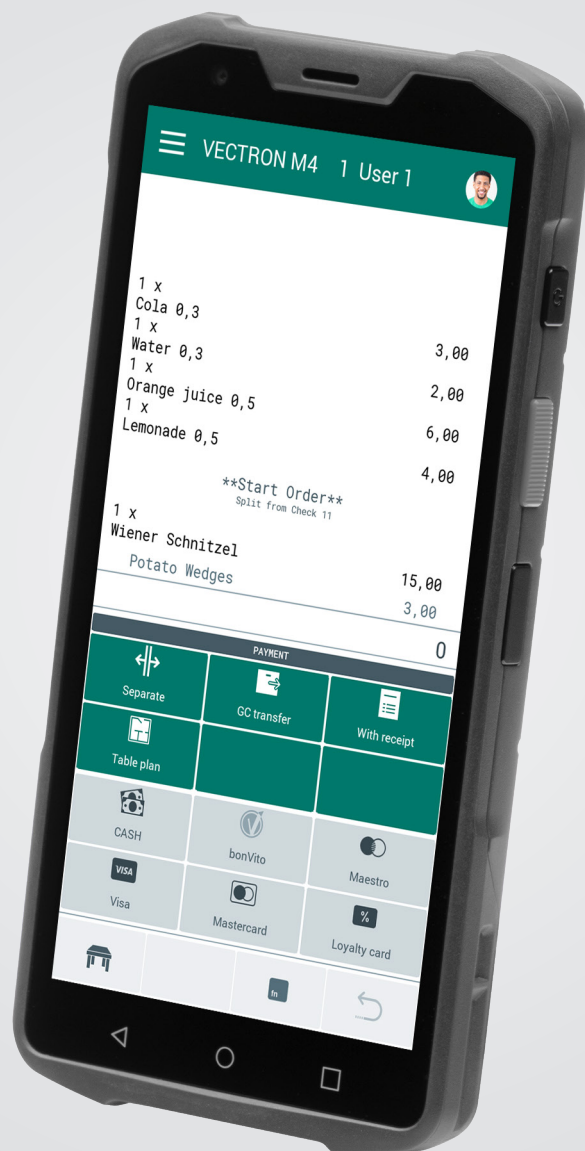 VECTRON M4 1 User 1
1 x
Cola 0,3 3,00
1 x
Water 0,3 2,00
1 x
Orange juice 0,5 6,00
1 x
Lemonade 0,5 4,00
**Start Order**
Split from Check 11
1 x
Wiener Schnitzel 15,00
Potato Wedges 3,00
0
PAYMENT
Separate GC transfer With receipt
Table plan
CASH bonVito Maestro
VISA
Visa Mastercard Loyalty card
%
fn